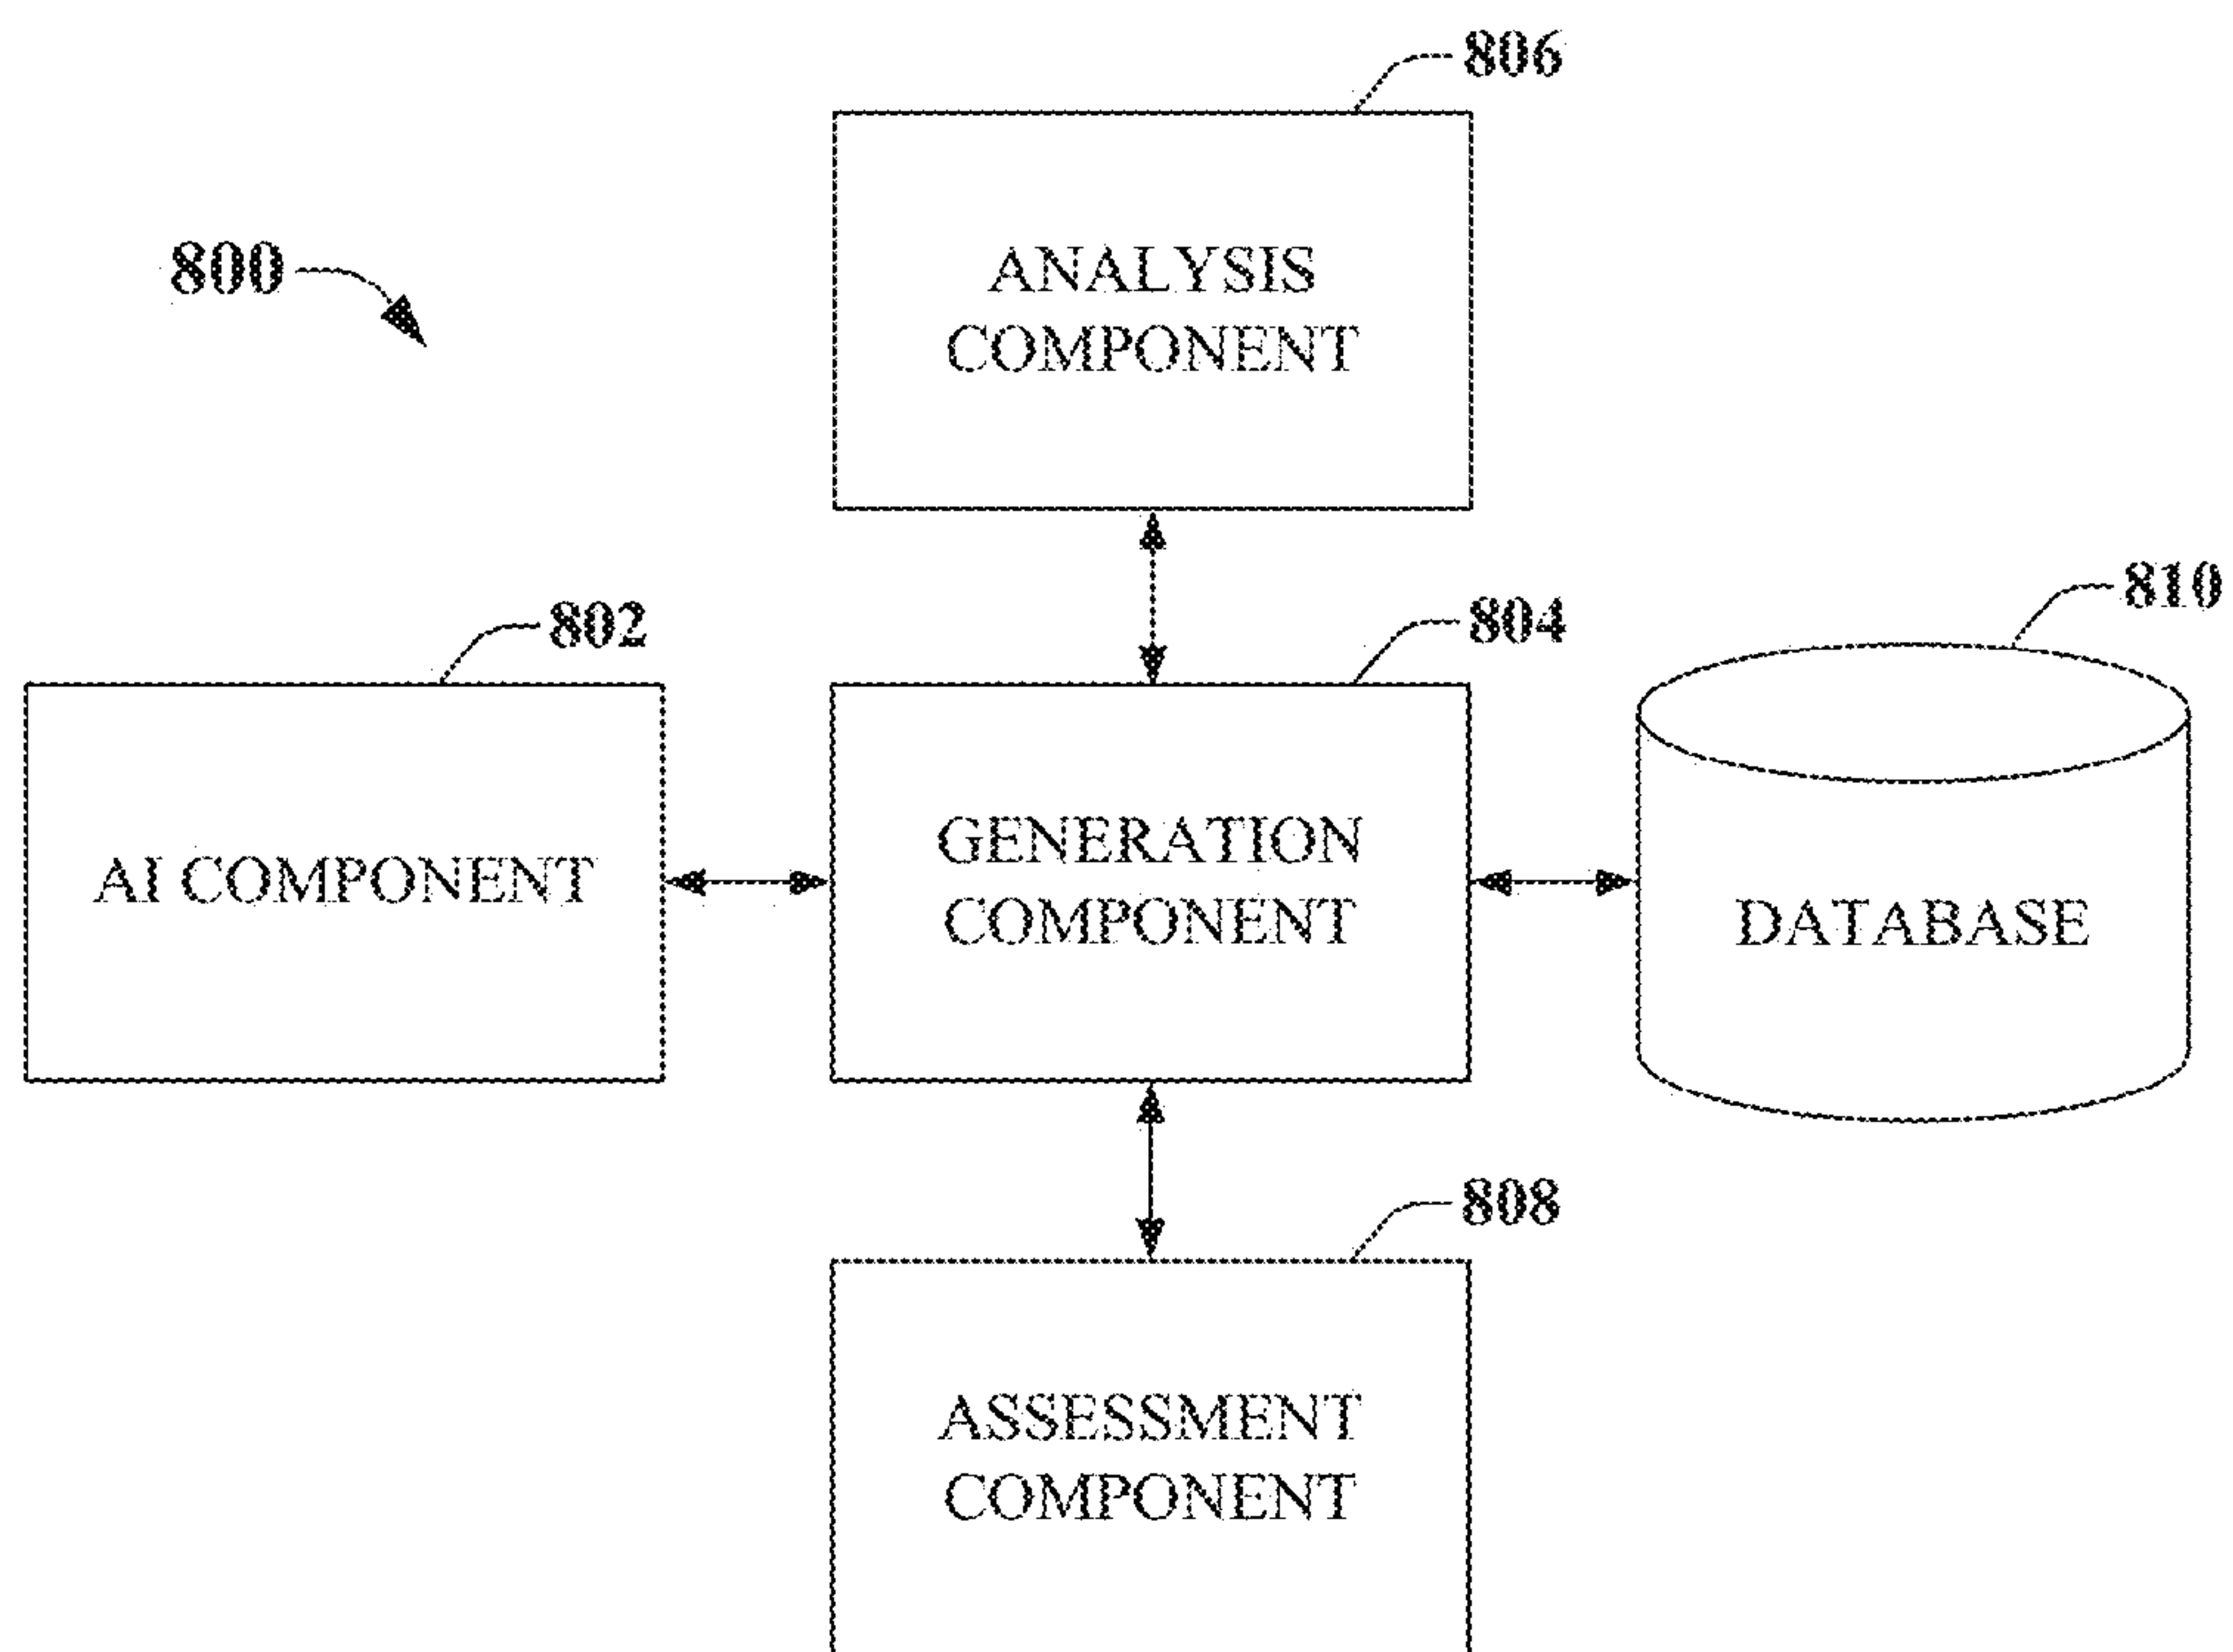 806
800
ANALYSIS
COMPONENT
810
802
804
AI COMPONENT
GENERATION
COMPONENT
DATABASE
808
ASSESSMENT
COMPONENT